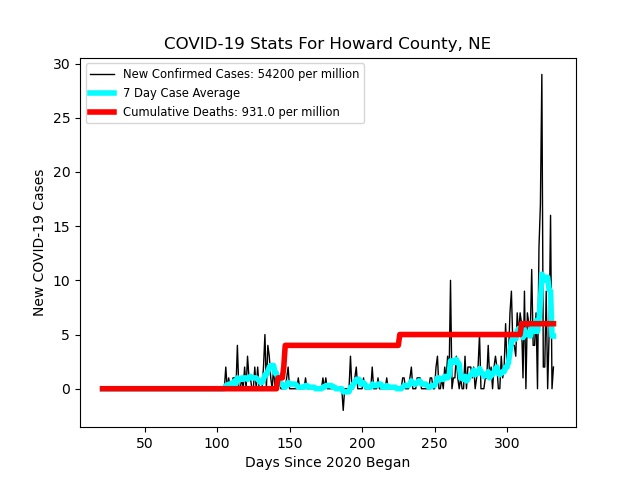 COVID-19 Stats For Howard County, NE
New Confirmed Cases: 54200 per million
7 Day Case Average
Cumulative Deaths: 931.0 per million
30
25
20
15
10
5
0
New COVID-19 Cases
50 100 150 200 250 300
Days Since 2020 Began